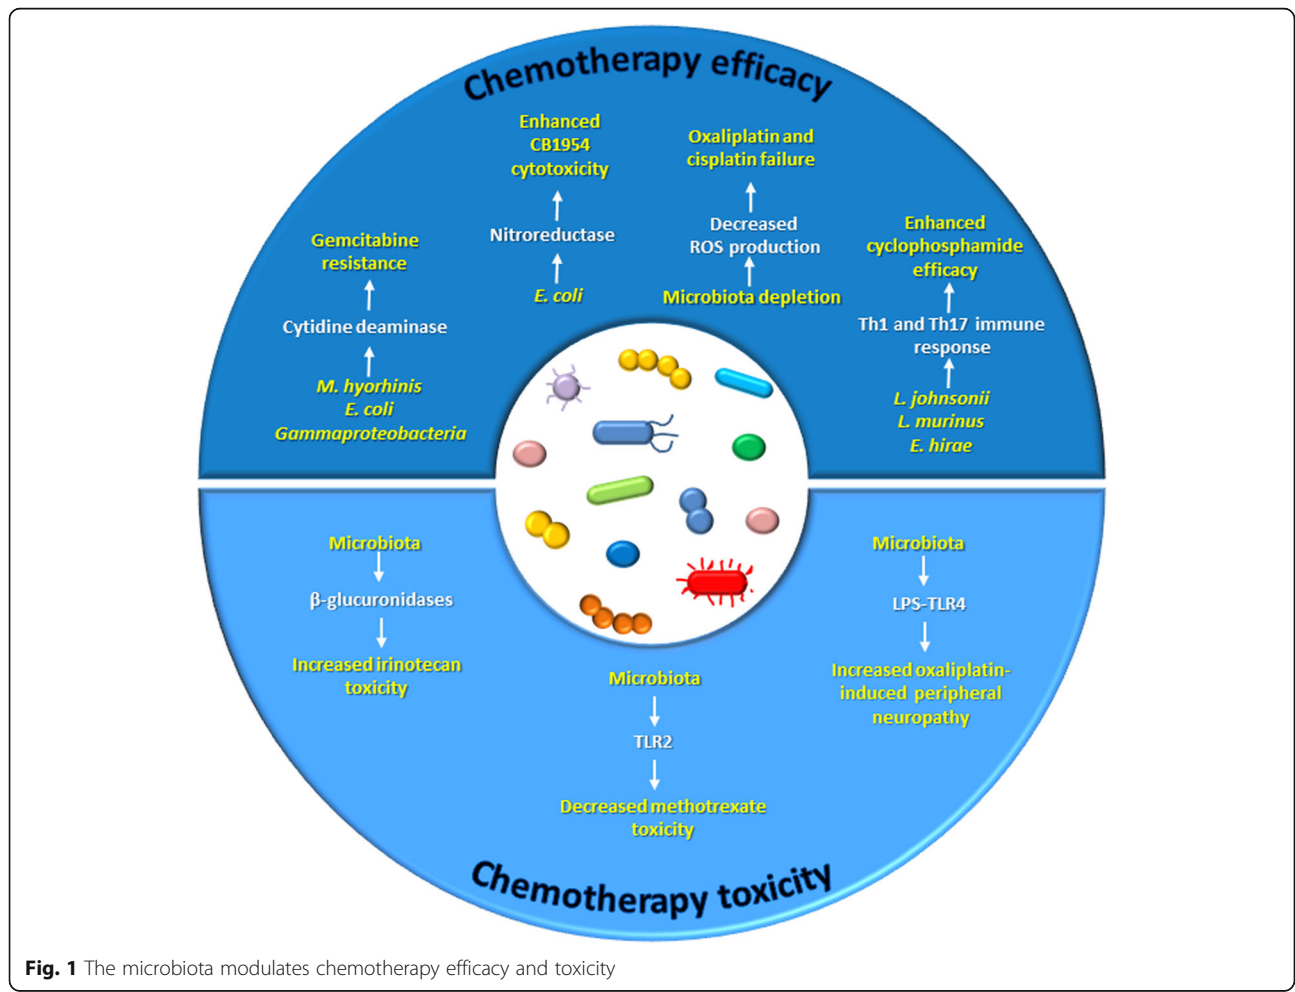 Chemotherapy efficacy
Gemcitabine
resistance
Cytidine deaminase
M. hyorhinis
E. coli
Gammaproteobacteria
Enhanced
CB1954
cytotoxicity
Nitroreductase
E. coli
Oxaliplatin and
cisplatin failure
Decreased
ROS production
Microbiota depletion
Enhanced
cyclophosphamide
efficacy
Th1 and Th17 immune
response
L. johnsonii
L. murinus
E. hirae
Microbiota
β-glucuronidases
Increased irinotecan
toxicity
Microbiota
TLR2
Decreased methotrexate
toxicity
Microbiota
LPS-TLR4
Increased oxaliplatin-
induced peripheral
neuropathy
Chemotherapy toxicity
Fig. 1 The microbiota modulates chemotherapy efficacy and toxicity